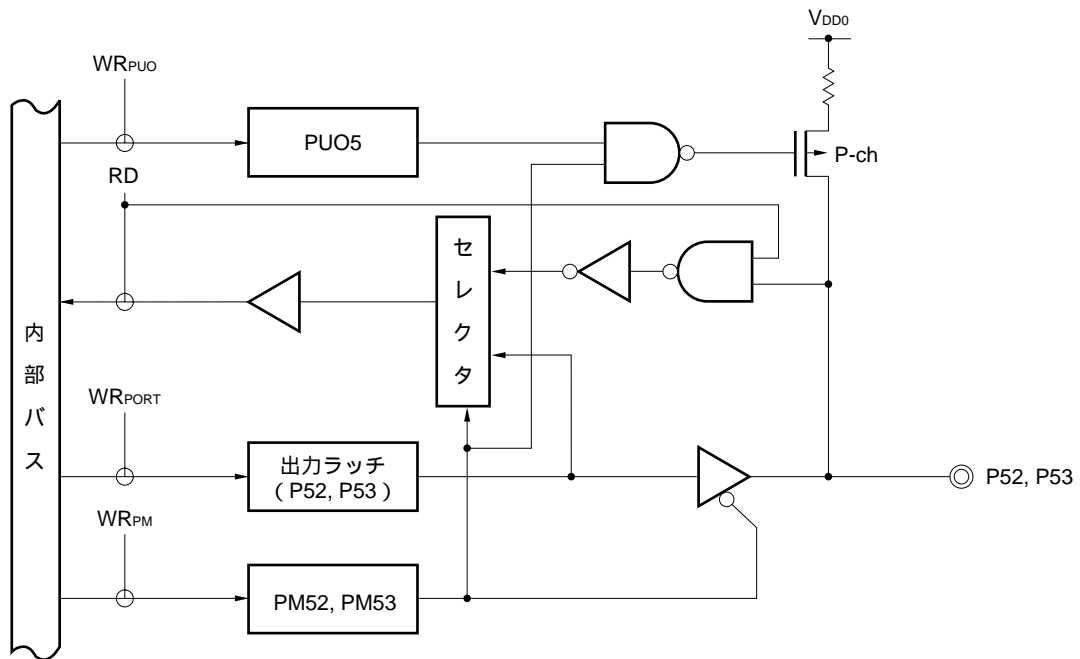 VDD0
WRPUO
PUO5
P-ch
RD
セレクタ
内部バス
WRPORT
出力ラッチ
(P52, P53)
P52, P53
WRPM
PM52, PM53